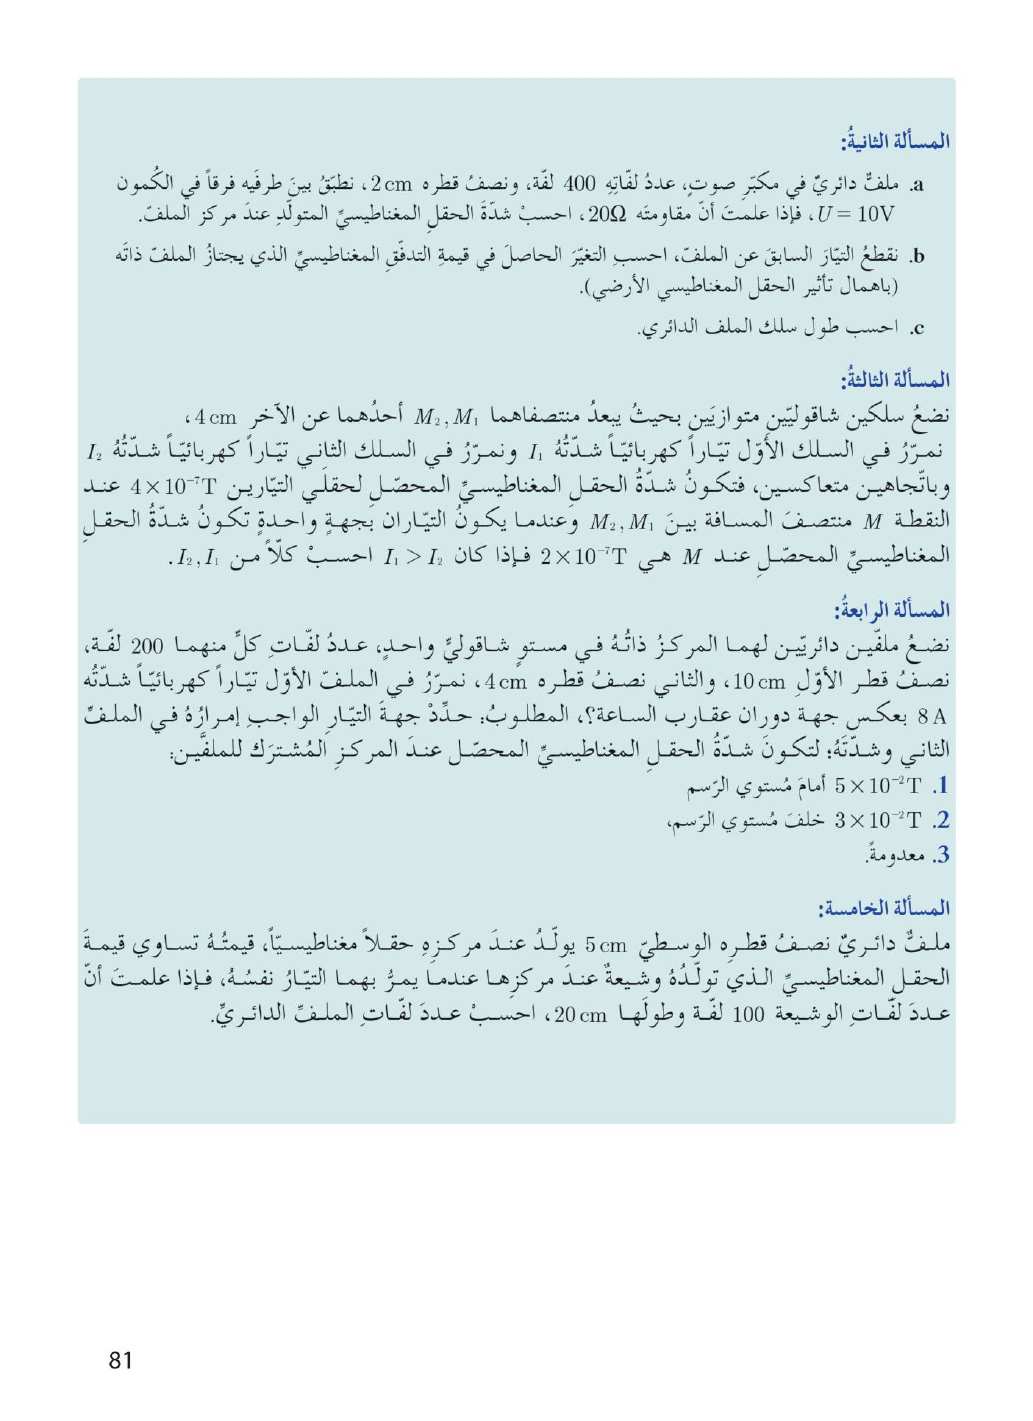 المسألة الثانيةُ:
a. ملفٌّ دائريٌّ في مكبّرِ صوتٍ، عددُ لفّاتِهِ 400 لفّة، ونصفُ قطره 2 cm، نطبّقُ بينَ طرفَيه فرقاً في الكُمون
U = 10V، فإذا علمتَ أنّ مقاومتَه 20Ω، احسبْ شدّةَ الحقلِ المغناطيسيِّ المتولّدِ عندَ مركز الملفّ.
b. نقطعُ التيّارَ السابقَ عن الملفّ، احسبِ التغيّرَ الحاصلَ في قيمةِ التدفّقِ المغناطيسيِّ الذي يجتازُ الملفّ ذاتَه
(باهمال تأثير الحقل المغناطيسي الأرضي).
c. احسب طول سلك الملف الدائري.
المسألة الثالثةُ:
نضعُ سلكين شاقوليّينِ متوازيَين بحيثُ يبعدُ منتصفاهما M₂, M₁ أحدُهما عن الآخر 4 cm،
نمرّرُ في السلك الأوّل تيّاراً كهربائيّاً شدّتُهُ I₁ ونمرّرُ في السلك الثاني تيّاراً كهربائيّاً شدّتُهُ I₂
وباتّجاهين متعاكسين، فتكونُ شدّةُ الحقلِ المغناطيسيِّ المحصّلِ لحقلَي التيّارين 4×10⁻⁷T عند
النقطة M منتصفَ المسافة بينَ M₂, M₁ وعندما يكونُ التيّاران بجهةٍ واحدةٍ تكونُ شدّةُ الحقلِ
المغناطيسيِّ المحصّلِ عند M هي 2×10⁻⁷T فإذا كان I₁ > I₂ احسبْ كلّاً من I₂, I₁.
المسألة الرابعةُ:
نضعُ ملفّين دائريّين لهما المركزُ ذاتُهُ في مستوٍ شاقوليٍّ واحدٍ، عددُ لفّاتِ كلٍّ منهما 200 لفّة،
نصفُ قطر الأوّلِ 10 cm، والثاني نصفُ قطره 4 cm، نمرّرُ في الملفّ الأوّل تيّاراً كهربائيّاً شدّتُه
8 A بعكس جهة دوران عقارب الساعة؟، المطلوبُ: حدِّدْ جهةَ التيّارِ الواجبِ إمرارُهُ في الملفِّ
الثاني وشدّتَهُ؛ لتكونَ شدّةُ الحقلِ المغناطيسيِّ المحصّل عندَ المركزِ المُشترَك للملفَّين:
1. 5×10⁻²T أمامَ مُستوي الرّسم
2. 3×10⁻²T خلفَ مُستوي الرّسم،
3. معدومةً.
المسألة الخامسة:
ملفٌّ دائريٌّ نصفُ قطره الوسطيّ 5 cm يولّدُ عندَ مركزِهِ حقلاً مغناطيسيّاً، قيمتُهُ تساوي قيمةَ
الحقلِ المغناطيسيِّ الذي تولّدُهُ وشيعةٌ عندَ مركزِها عندما يمرُّ بهما التيّارُ نفسُهُ، فإذا علمتَ أنّ
عددَ لفّاتِ الوشيعة 100 لفّة وطولَها 20 cm، احسبْ عددَ لفّاتِ الملفِّ الدائريِّ.
81